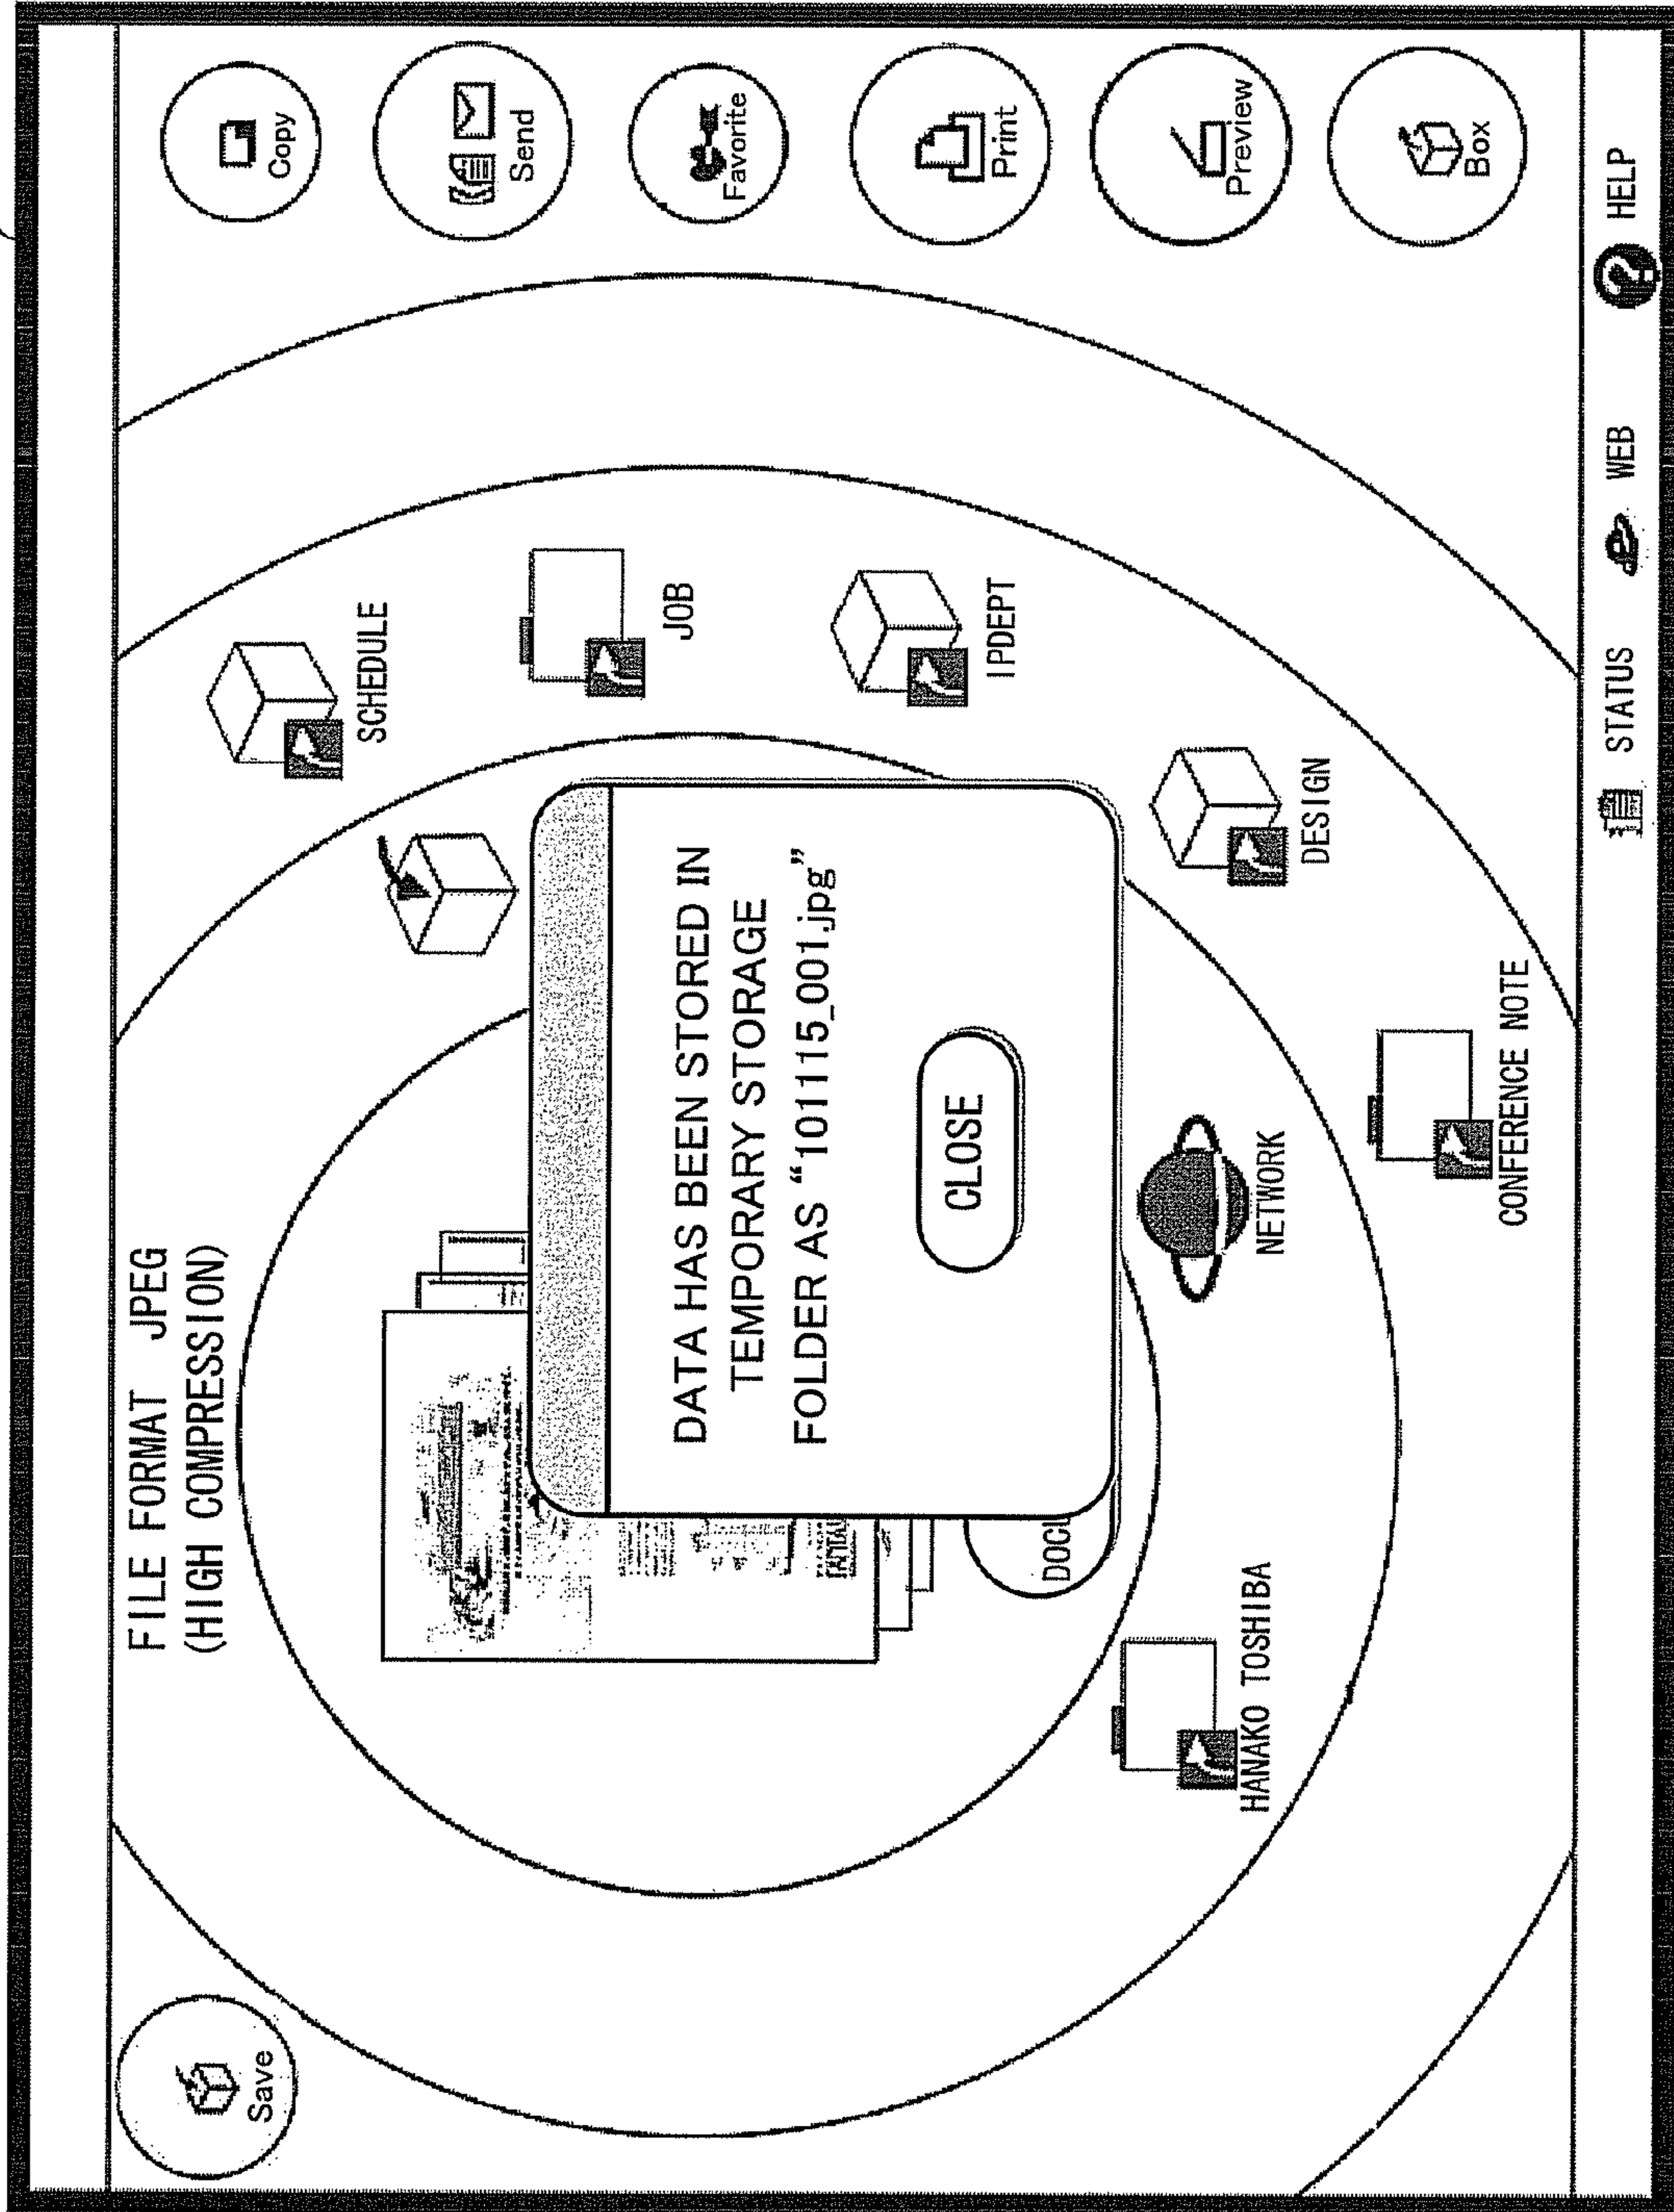 Save
FILE FORMAT JPEG
(HIGH COMPRESSION)
Copy
Send
Favorite
Print
Preview
Box
SCHEDULE
JOB
IPDEPT
DESIGN
CONFERENCE NOTE
NETWORK
HANAKO TOSHIBA
DOCU
DATA HAS BEEN STORED IN
TEMPORARY STORAGE
FOLDER AS “101115_001.jpg”
CLOSE
STATUS
WEB
HELP